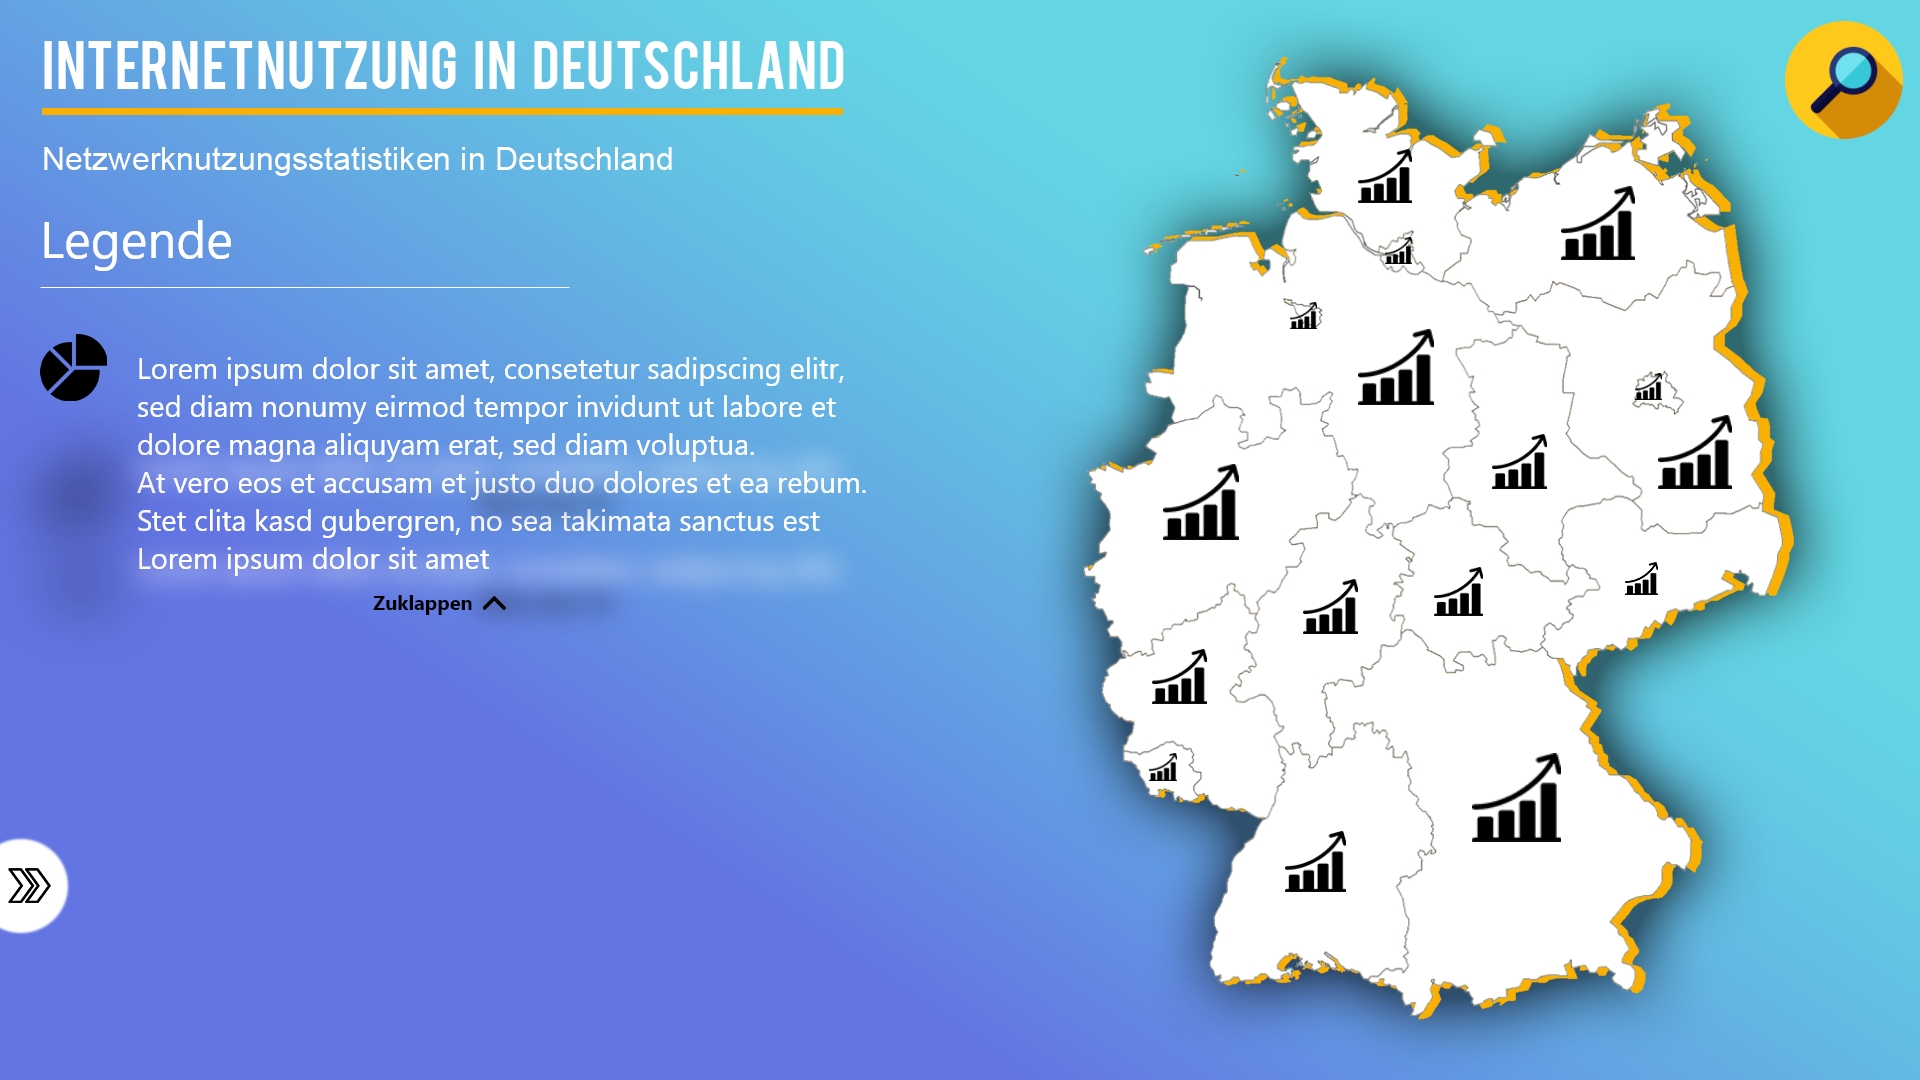 INTERNETNUTZUNG IN DEUTSCHLAND
Netzwerknutzungsstatistiken in Deutschland
Legende
Lorem ipsum dolor sit amet, consetetur sadipscing elitr,
sed diam nonumy eirmod tempor invidunt ut labore et
dolore magna aliquyam erat, sed diam voluptua.
At vero eos et accusam et justo duo dolores et ea rebum.
Stet clita kasd gubergren, no sea takimata sanctus est
Lorem ipsum dolor sit amet
Zuklappen